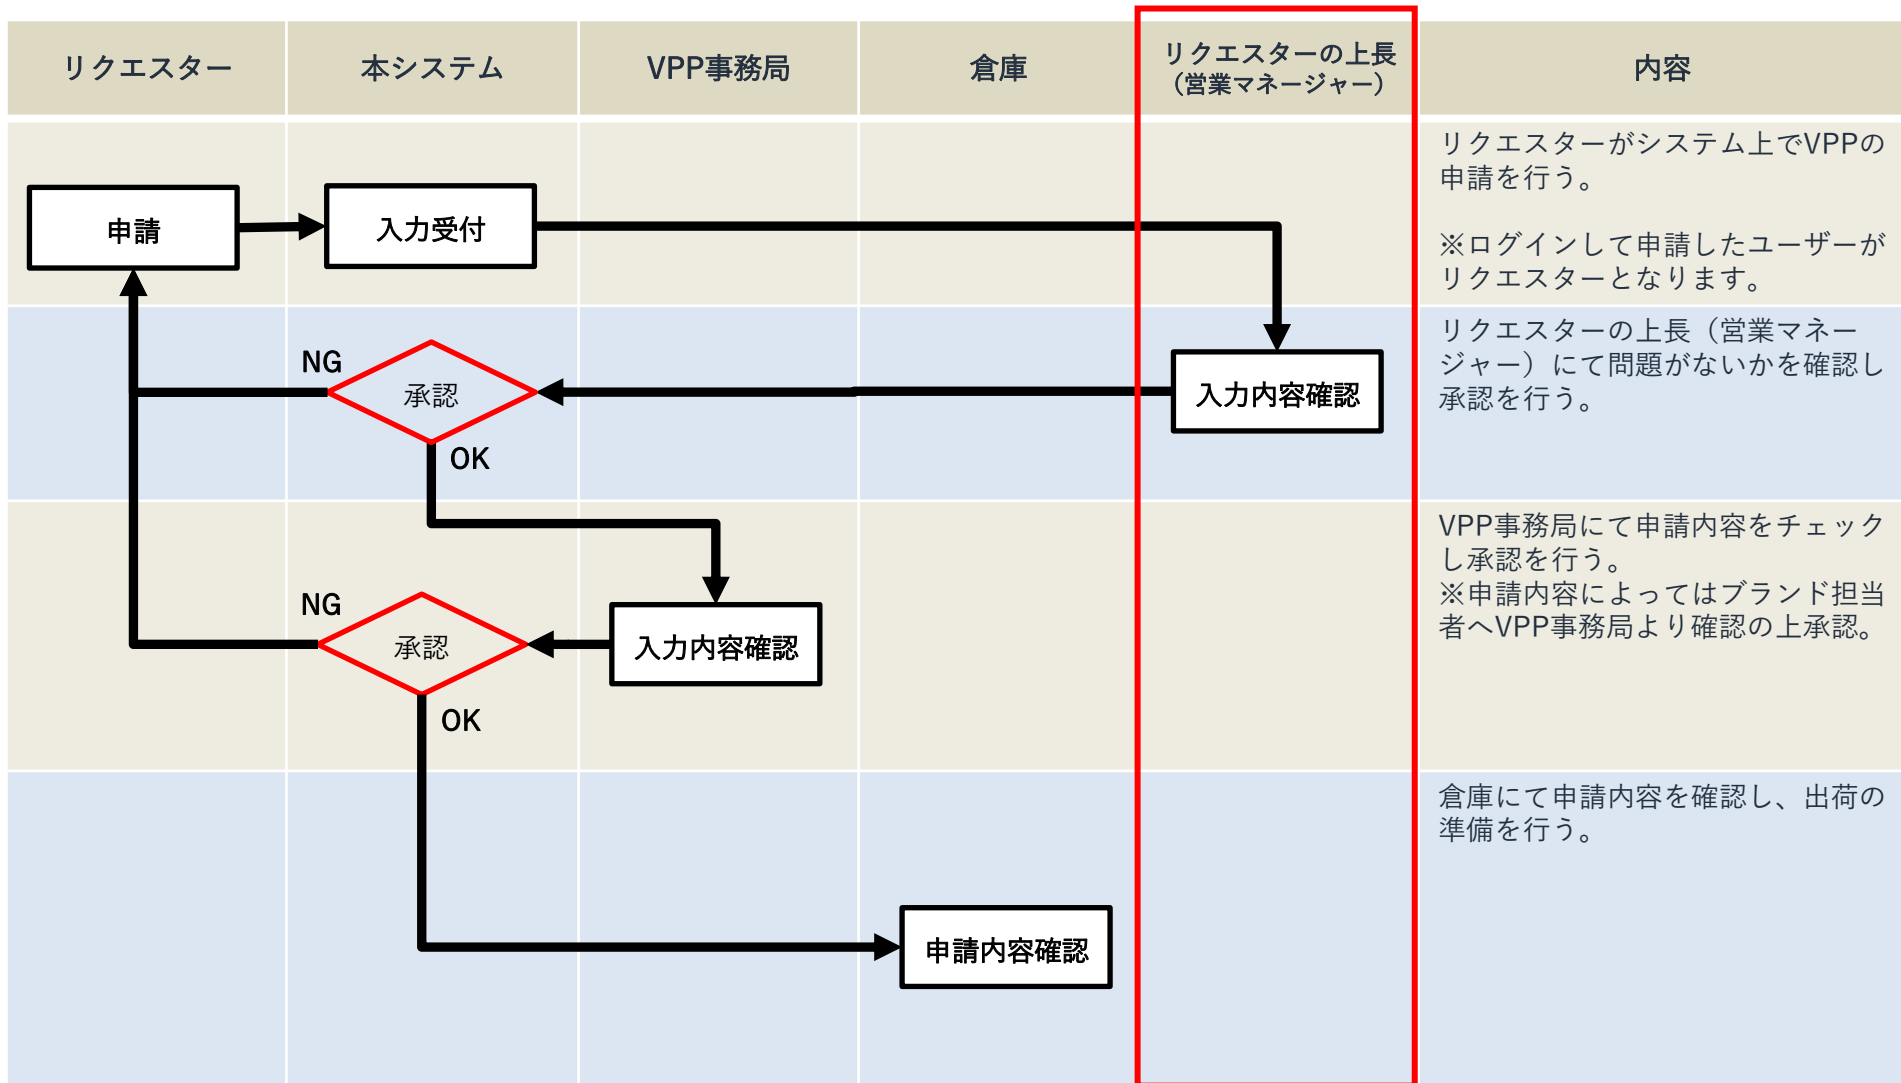 リクエスター
本システム
VPP事務局
倉庫
リクエスターの上長
（営業マネージャー）
内容
申請
入力受付
リクエスターがシステム上でVPPの
申請を行う。
※ログインして申請したユーザーが
リクエスターとなります。
NG
承認
OK
入力内容確認
リクエスターの上長（営業マネー
ジャー）にて問題がないかを確認し
承認を行う。
NG
承認
OK
入力内容確認
VPP事務局にて申請内容をチェック
し承認を行う。
※申請内容によってはブランド担当
者へVPP事務局より確認の上承認。
申請内容確認
倉庫にて申請内容を確認し、出荷の
準備を行う。